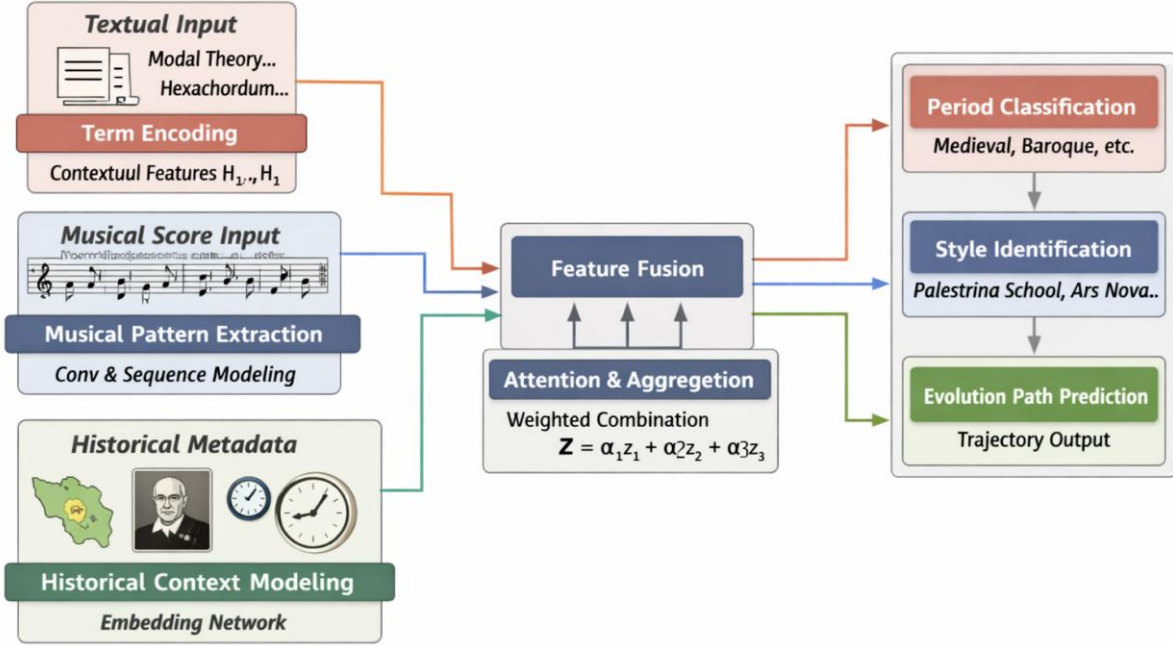 Textual Input
Modal Theory...
Hexachordum...
Term Encoding
Contextuul Features H₁,.., H₁
Musical Score Input
Musical Pattern Extraction
Conv & Sequence Modeling
Historical Metadata
Historical Context Modeling
Embedding Network
Feature Fusion
Attention & Aggregetion
Weighted Combination
Z = α₁z₁ + α2z₂ + α3z₃
Period Classification
Medieval, Baroque, etc.
Style Identification
Palestrina School, Ars Nova..
Evolution Path Prediction
Trajectory Output